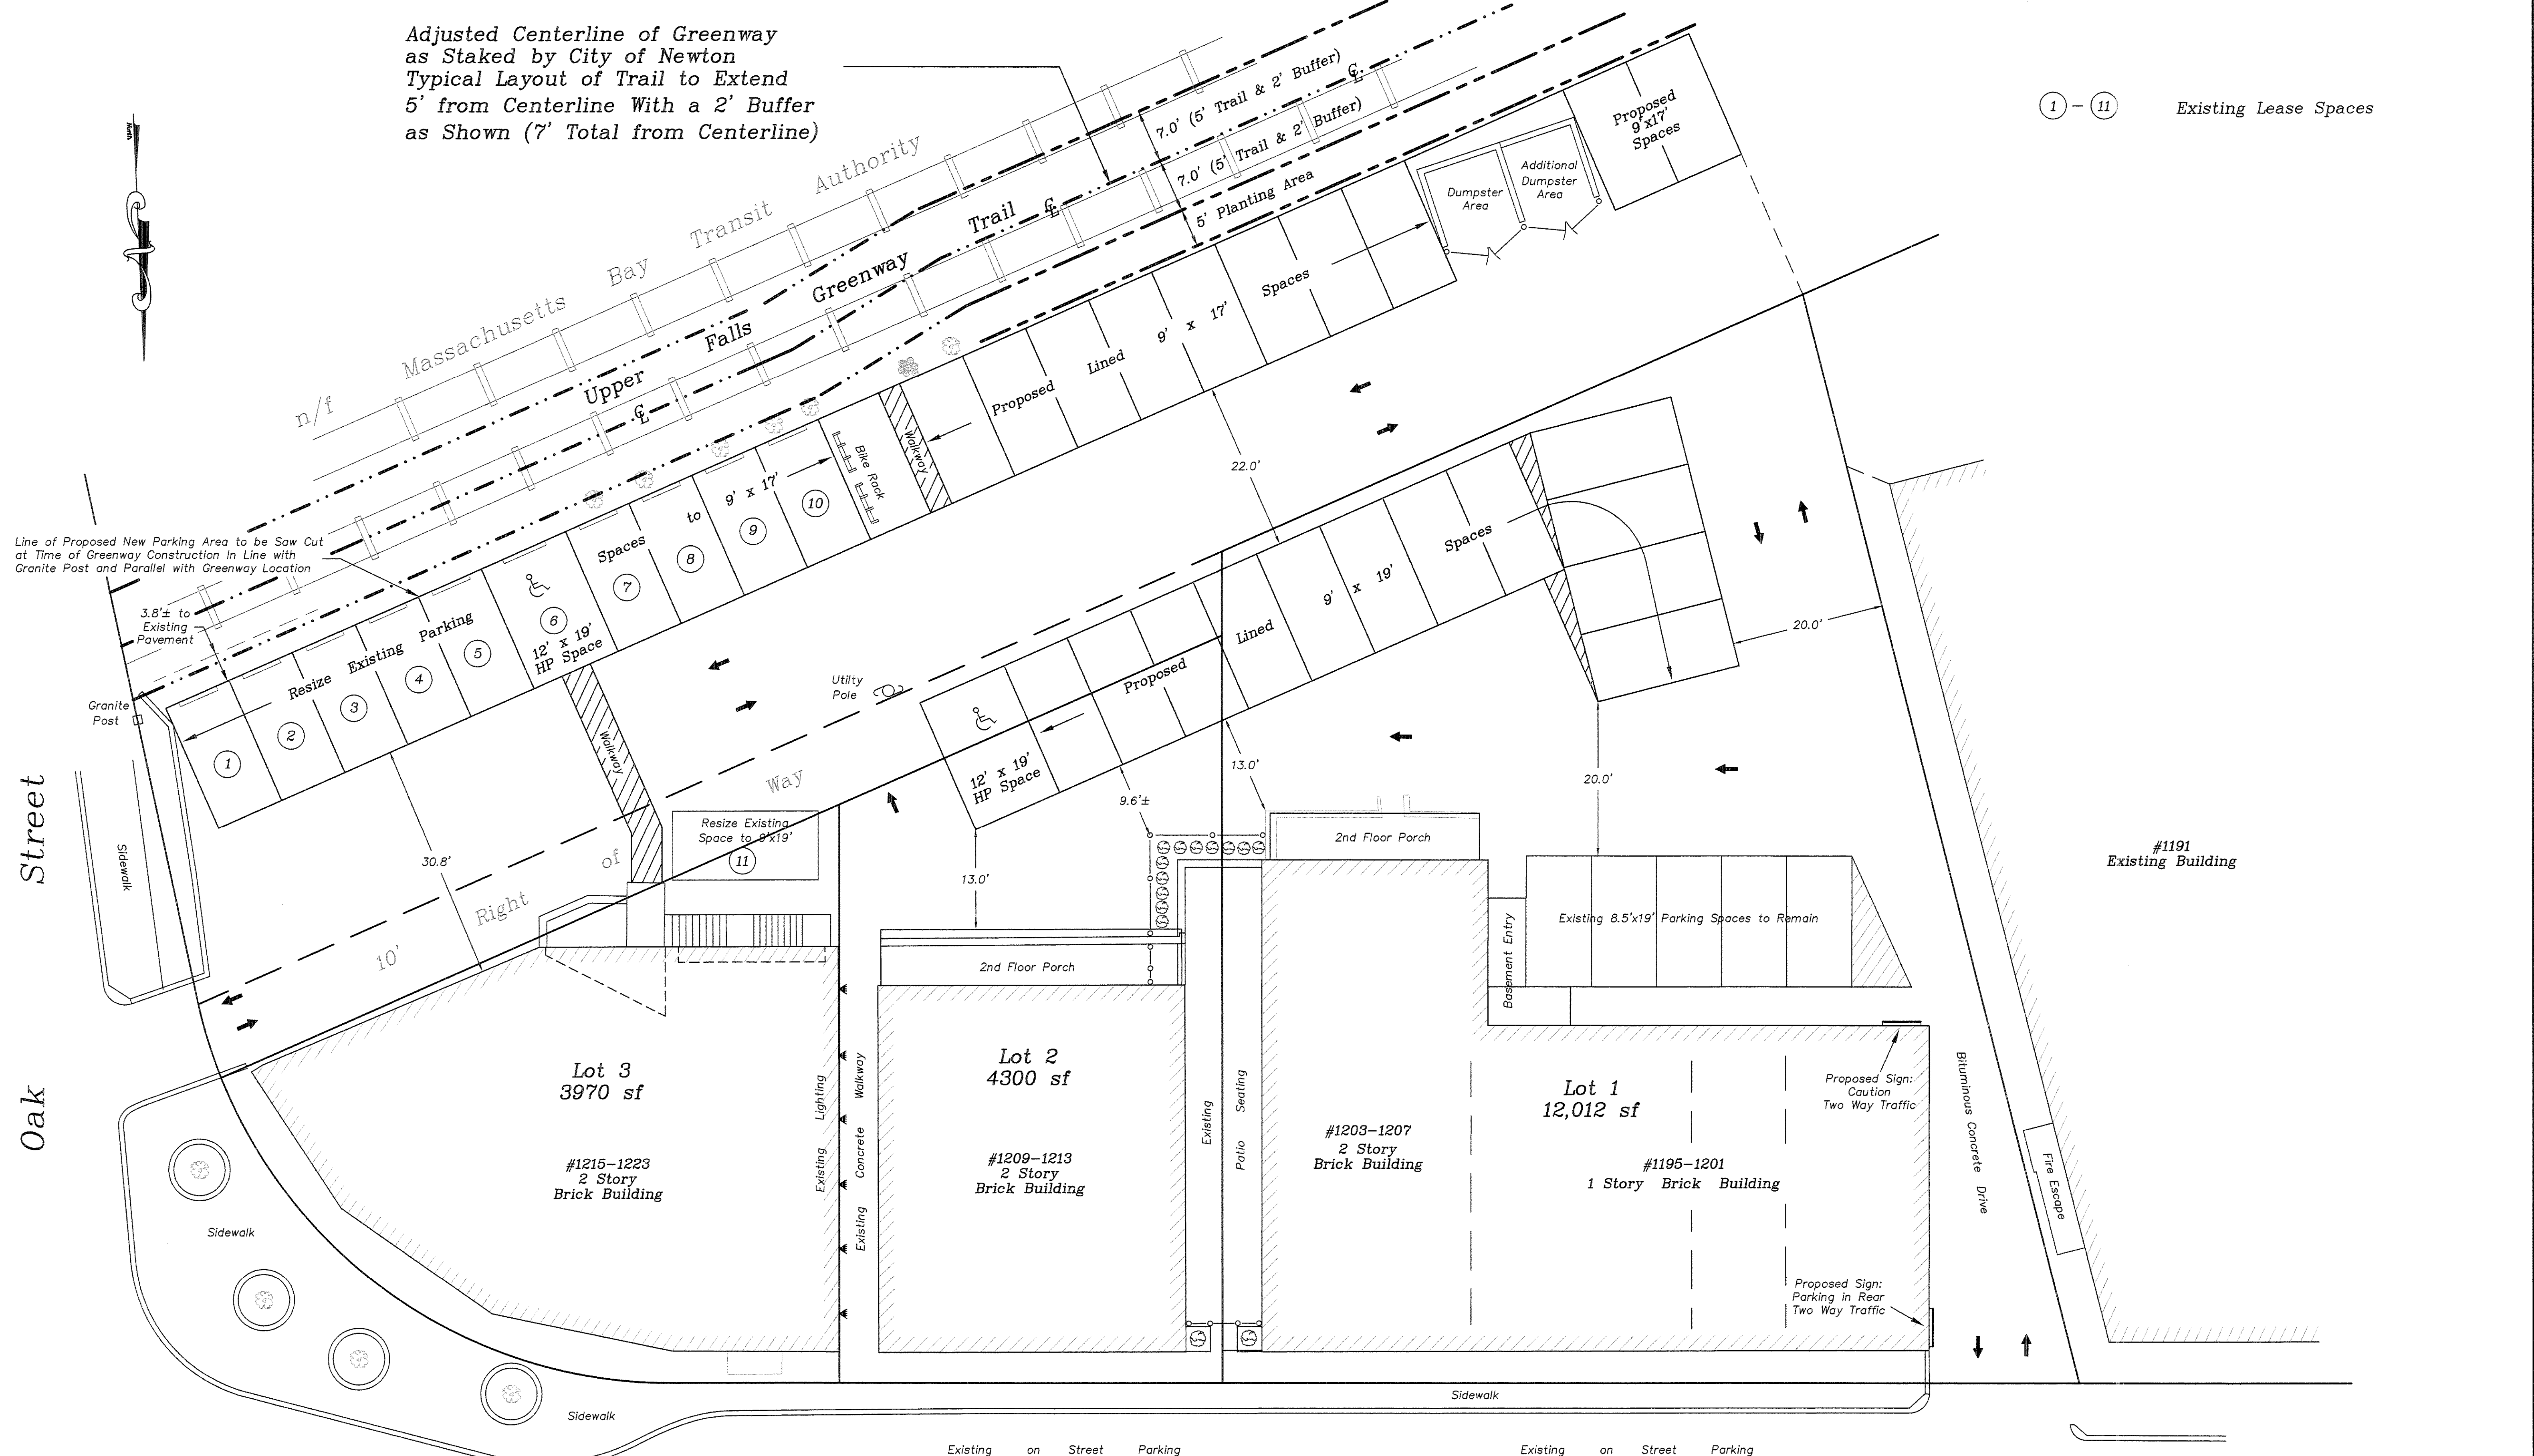 Adjusted Centerline of Greenway
as Staked by City of Newton
Typical Layout of Trail to Extend
5' from Centerline With a 2' Buffer
as Shown (7' Total from Centerline)
North
1 - 11 Existing Lease Spaces
7.0' (5' Trail & 2' Buffer)
7.0' (5' Trail & 2' Buffer)
5' Planting Area
Proposed
9'x17'
Spaces
Additional
Dumpster
Area
Dumpster
Area
n/f Massachusetts Bay Transit Authority
Upper Falls Greenway Trail
℄
℄
℄
Proposed Lined 9' x 17' Spaces
Walkway
Bike Rack
Line of Proposed New Parking Area to be Saw Cut
at Time of Greenway Construction In Line with
Granite Post and Parallel with Greenway Location
3.8'± to
Existing
Pavement
Granite
Post
Resize Existing Parking Spaces to 9' x 17'
1
2
3
4
5
6
12' x 19'
HP Space
7
8
9
10
22.0'
Utilty
Pole
Walkway
12' x 19'
HP Space
Proposed Lined 9' x 19' Spaces
20.0'
13.0'
9.6'±
20.0'
30.8'
10' Right of Way
Resize Existing
Space to 9'x19'
11
13.0'
2nd Floor Porch
2nd Floor Porch
Basement Entry
Existing 8.5'x19' Parking Spaces to Remain
#1191
Existing Building
Oak Street
Sidewalk
Lot 3
3970 sf
#1215-1223
2 Story
Brick Building
Existing Lighting
Existing Concrete Walkway
Lot 2
4300 sf
#1209-1213
2 Story
Brick Building
Existing
Patio Seating
#1203-1207
2 Story
Brick Building
Lot 1
12,012 sf
#1195-1201
1 Story Brick Building
Proposed Sign:
Caution
Two Way Traffic
Bituminous Concrete Drive
Fire Escape
Proposed Sign:
Parking in Rear
Two Way Traffic
Sidewalk
Sidewalk
Sidewalk
Existing on Street Parking
Existing on Street Parking